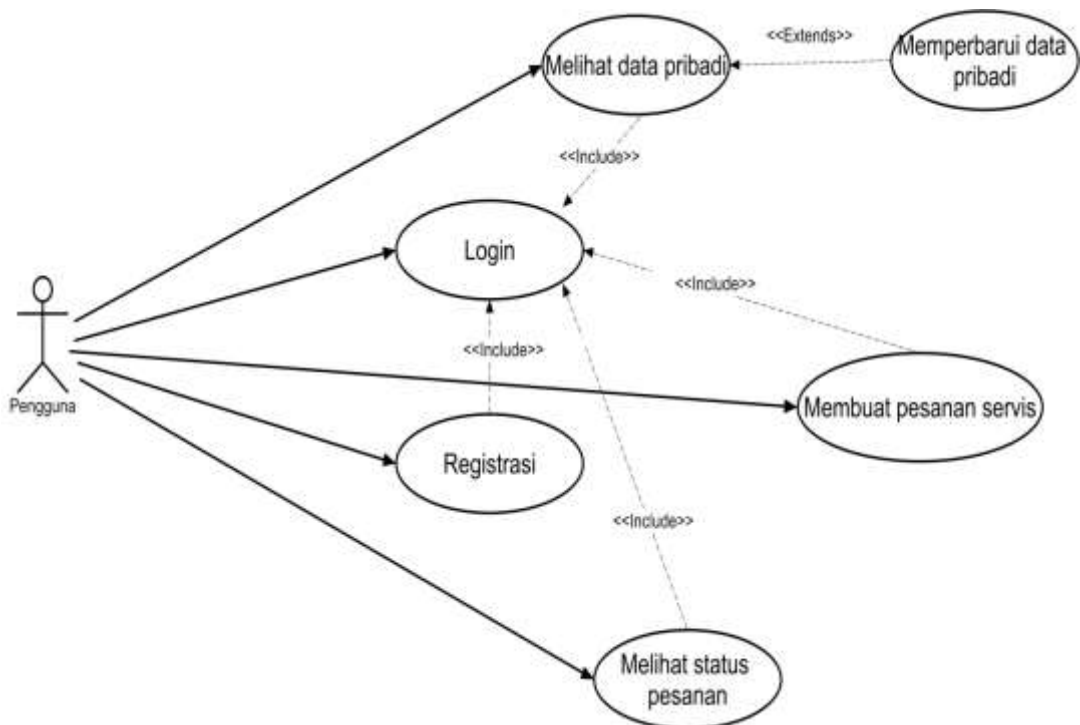 <<Extends>>
Memperbarui data
pribadi
Melihat data pribadi
<<Include>>
Login
<<Include>>
Pengguna
<<Include>>
Membuat pesanan servis
Registrasi
<<Include>>
Melihat status
pesanan